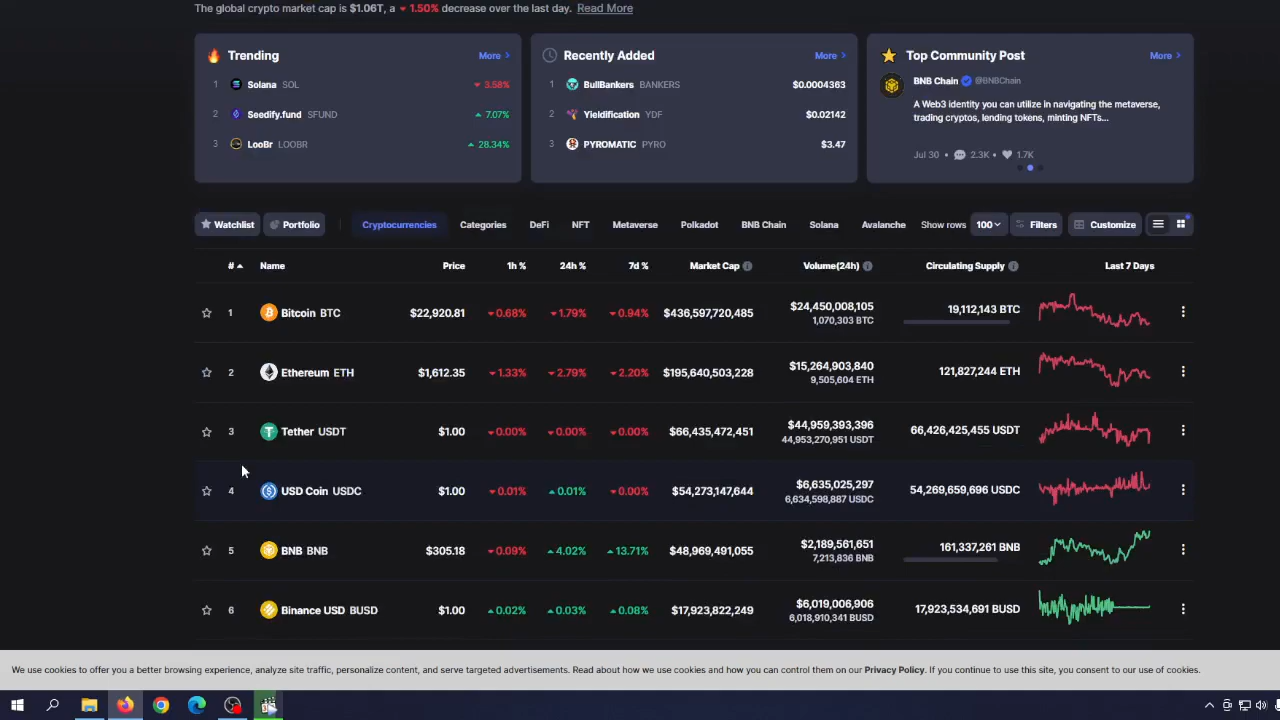 The global crypto market cap is $1.06T, a 1.50% decrease over the last day. Read More
Trending More
1 Solana SOL 3.58%
2 Seedify.fund SFUND 7.07%
3 LooBr LOOBR 28.34%
Recently Added More
1 BullBankers BANKERS $0.0004363
2 Yieldification YDF $0.02142
3 PYROMATIC PYRO $3.47
Top Community Post More
BNB Chain @BNBChain
A Web3 identity you can utilize in navigating the metaverse,
trading cryptos, lending tokens, minting NFTs...
Jul 30 • 2.3K • 1.7K
Watchlist Portfolio Cryptocurrencies Categories DeFi NFT Metaverse Polkadot BNB Chain Solana Avalanche Show rows 100 Filters Customize
# Name Price 1h % 24h % 7d % Market Cap Volume(24h) Circulating Supply Last 7 Days
1 Bitcoin BTC $22,920.81 0.68% 1.79% 0.94% $436,597,720,485 $24,450,008,105 19,112,143 BTC
1,070,303 BTC
2 Ethereum ETH $1,612.35 1.33% 2.79% 2.20% $195,640,503,228 $15,264,903,840 121,827,244 ETH
9,505,604 ETH
3 Tether USDT $1.00 0.00% 0.00% 0.00% $66,435,472,451 $44,959,393,396 66,426,425,455 USDT
44,953,270,951 USDT
4 USD Coin USDC $1.00 0.01% 0.01% 0.00% $54,273,147,644 $6,635,025,297 54,269,659,696 USDC
6,634,598,887 USDC
5 BNB BNB $305.18 0.09% 4.02% 13.71% $48,969,491,055 $2,189,561,651 161,337,261 BNB
7,213,636 BNB
6 Binance USD BUSD $1.00 0.02% 0.03% 0.08% $17,923,822,249 $6,019,006,906 17,923,534,691 BUSD
6,018,910,341 BUSD
We use cookies to offer you a better browsing experience, analyze site traffic, personalize content, and serve targeted advertisements. Read about how we use cookies and how you can control them on our Privacy Policy. If you continue to use this site, you consent to our use of cookies.